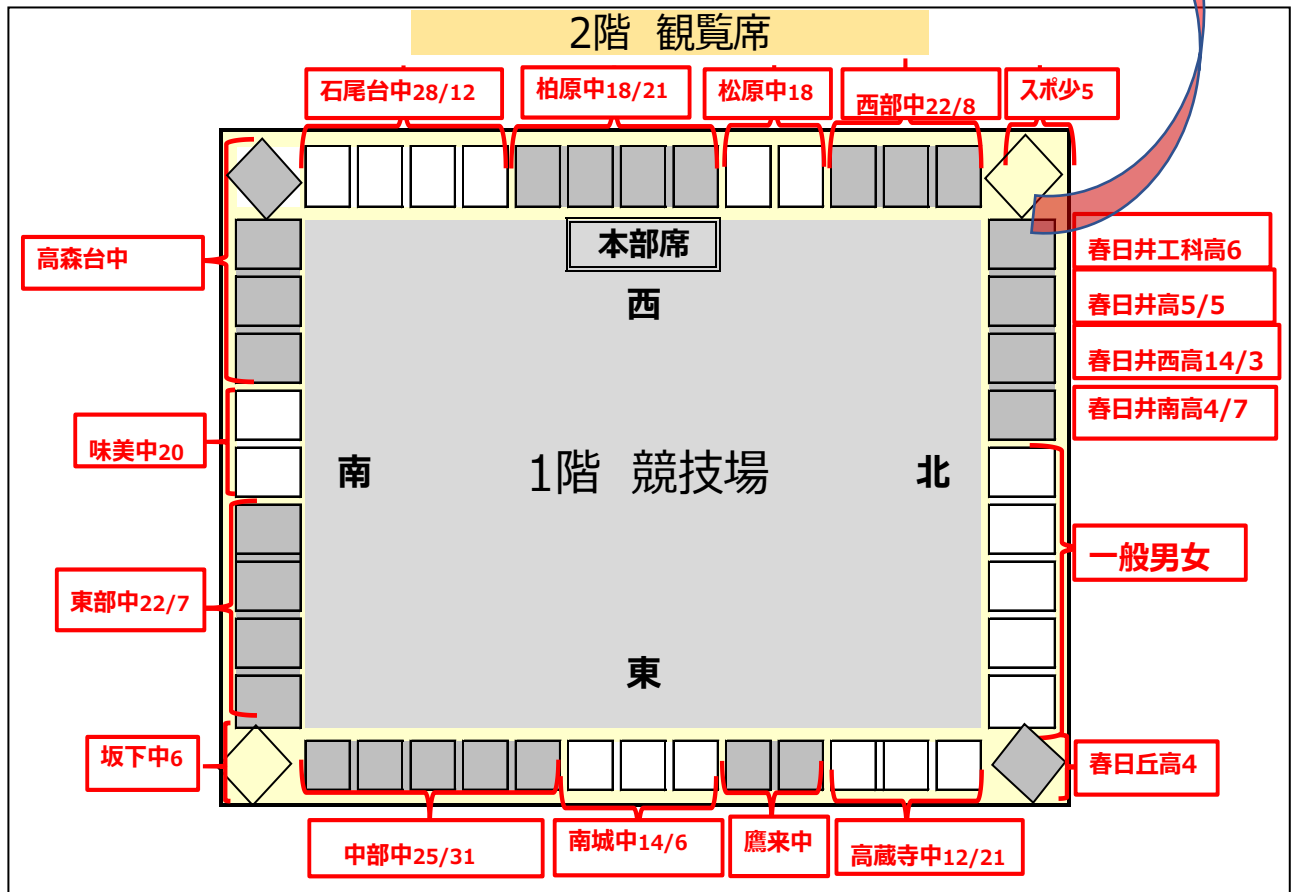 2階 観覧席
石尾台中28/12
柏原中18/21
松原中18
西部中22/8
スポ少5
高森台中
本部席
西
春日井工科高6
春日井高5/5
春日井西高14/3
春日井南高4/7
味美中20
南
1階 競技場
北
一般男女
東部中22/7
東
坂下中6
春日丘高4
中部中25/31
南城中14/6
鷹来中
高蔵寺中12/21